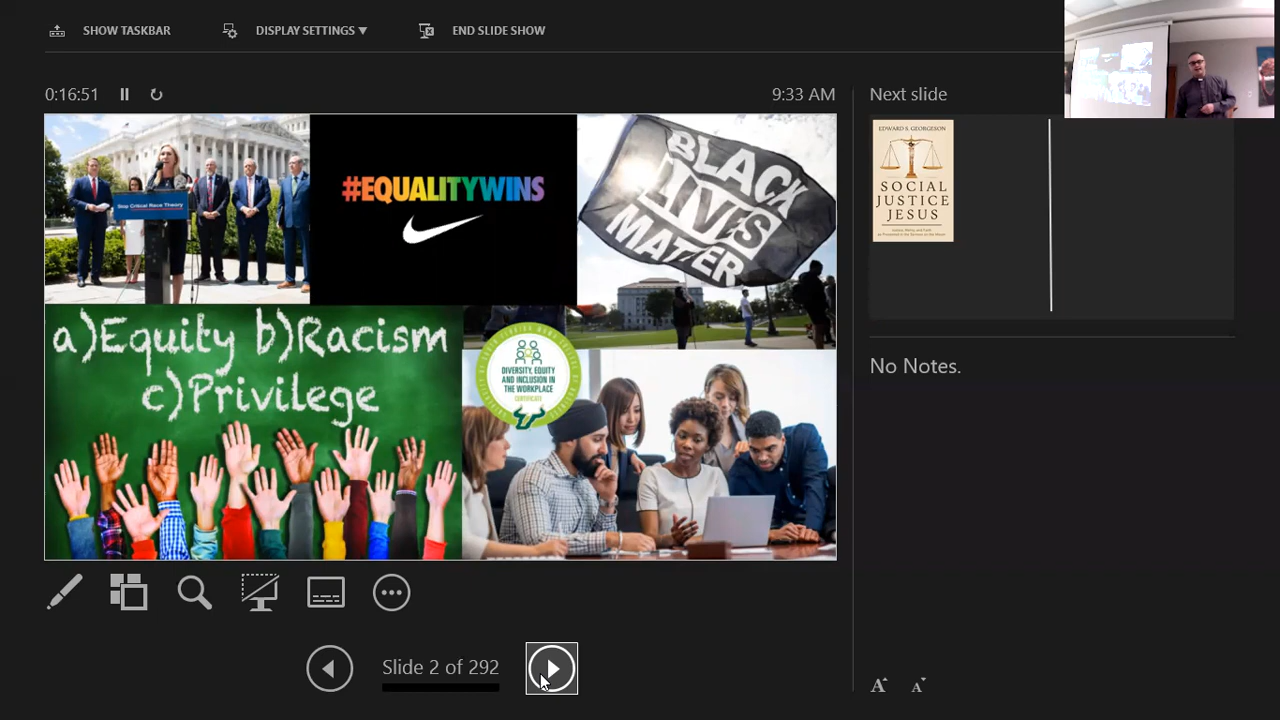 SHOW TASKBAR
DISPLAY SETTINGS
END SLIDE SHOW
0:16:51
9:33 AM
Next slide
Stop Critical Race Theory
#EQUALITYWINS
BLACK
LIVES
MATTER
a)Equity b)Racism
c)Privilege
DIVERSITY, EQUITY
AND INCLUSION IN
THE WORKPLACE
CERTIFICATE
EDWARD S. GEORGESON
SOCIAL
JUSTICE
JESUS
No Notes.
Slide 2 of 292
A A